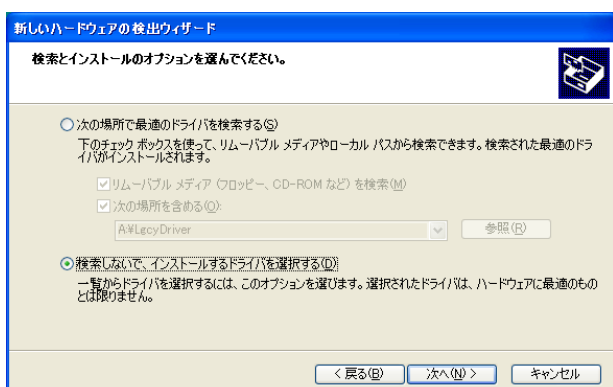 新しいハードウェアの検出ウィザード
検索とインストールのオプションを選んでください。
次の場所で最適のドライバを検索する(S)
下のチェック ボックスを使って、リムーバブル メディアやローカル パスから検索できます。検索された最適のドラ
イバがインストールされます。
リムーバブル メディア (フロッピー、CD-ROM など) を検索(M)
次の場所を含める(O):
A:¥LgcyDriver
参照(R)
検索しないで、インストールするドライバを選択する(D)
一覧からドライバを選択するには、このオプションを選びます。選択されたドライバは、ハードウェアに最適のもの
とは限りません。
< 戻る(B)
次へ(N) >
キャンセル